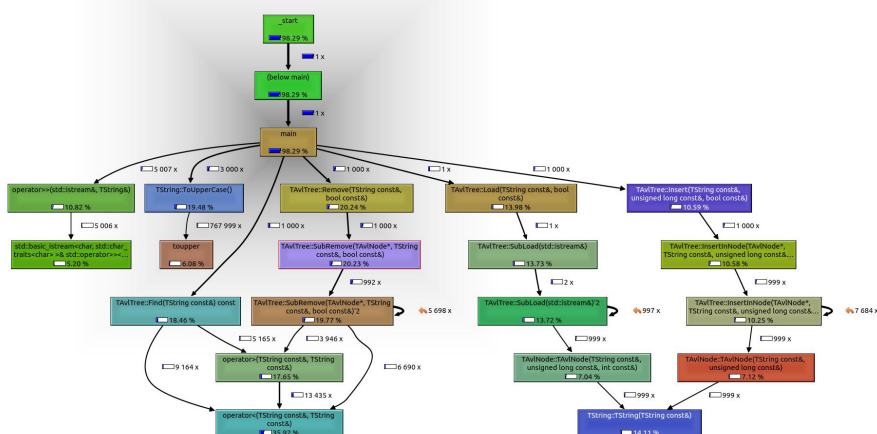 _start
98.29 %
1 x
(below main)
98.29 %
1 x
main
98.29 %
5 007 x
3 000 x
1 000 x
1 x
1 000 x
operator>>(std::istream&, TString&)
10.82 %
TString::ToUpperCase()
19.48 %
TAvlTree::Remove(TString const&,
bool const&)
20.24 %
TAvlTree::Load(TString const&, bool
const&)
13.98 %
TAvlTree::Insert(TString const&,
unsigned long const&, bool const&)
10.59 %
5 006 x
767 999 x
1 000 x
1 000 x
1 x
1 000 x
std::basic_istream<char, std::char_
traits<char> >& std::operator>><...
5.20 %
toupper
6.08 %
TAvlTree::SubRemove(TAvlNode*, TString
const&, bool const&)
20.23 %
TAvlTree::SubLoad(std::istream&)
13.73 %
TAvlTree::InsertInNode(TAvlNode*,
TString const&, unsigned long const&...
10.58 %
992 x
2 x
999 x
TAvlTree::Find(TString const&) const
18.46 %
TAvlTree::SubRemove(TAvlNode*, TString
const&, bool const&)'2
19.77 %
5 698 x
TAvlTree::SubLoad(std::istream&)'2
13.72 %
997 x
TAvlTree::InsertInNode(TAvlNode*,
TString const&, unsigned long const&...
10.25 %
7 684 x
5 165 x
3 946 x
999 x
999 x
9 164 x
operator>(TString const&, TString
const&)
17.65 %
6 690 x
TAvlNode::TAvlNode(TString const&,
unsigned long const&, int const&)
7.04 %
TAvlNode::TAvlNode(TString const&,
unsigned long const&)
7.12 %
13 435 x
999 x
999 x
operator<(TString const&, TString
const&)
35.92 %
TString::TString(TString const&)
14.11 %